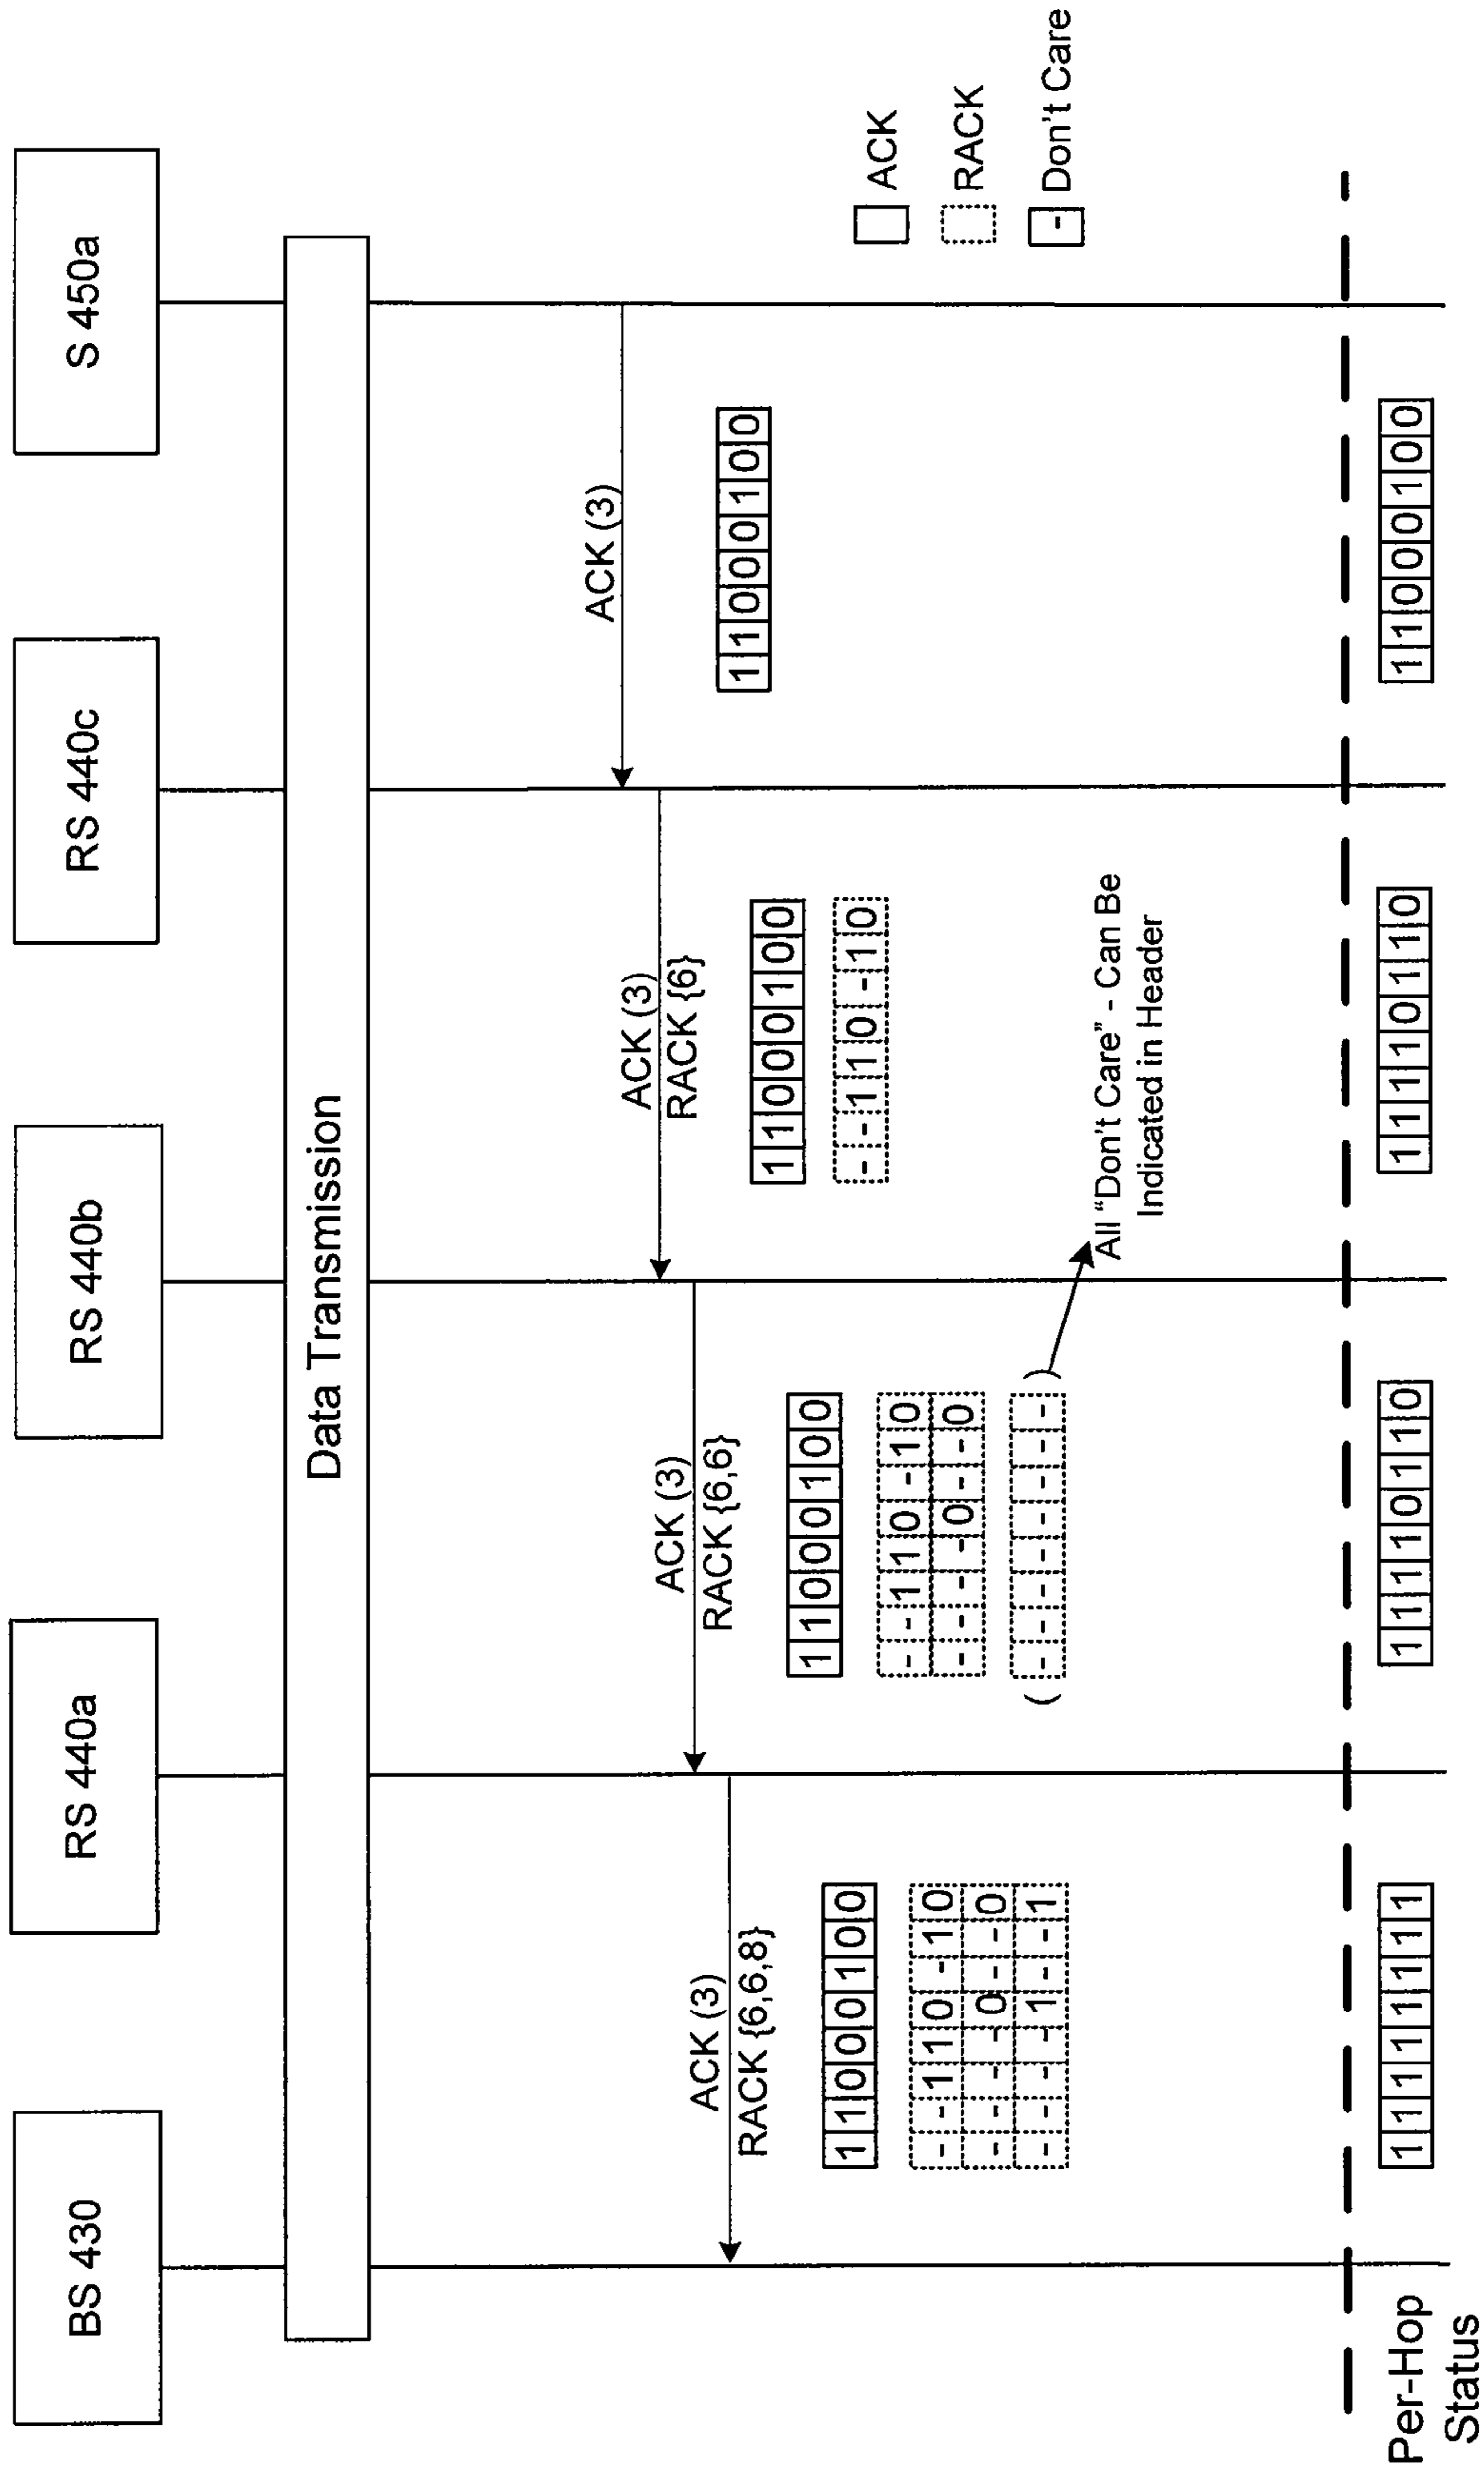 BS 430
RS 440a
RS 440b
RS 440c
S 450a
Data Transmission
ACK (3)
1 1 0 0 0 1 0 0
ACK (3)
RACK {6}
1 1 0 0 0 1 0 0
- - 1 1 0 - 1 0
ACK (3)
RACK {6,6}
1 1 0 0 0 1 0 0
- - 1 1 0 - 1 0
- - - - 0 - - 0
( - - - - - - - - )
All "Don't Care" - Can Be
Indicated in Header
ACK (3)
RACK {6,6,8}
1 1 0 0 0 1 0 0
- - 1 1 0 - 1 0
- - - - 0 - - 0
- - - - 1 - - 1
ACK
RACK
- Don't Care
Per-Hop
Status
1 1 1 1 1 1 1 1
1 1 1 1 0 1 1 0
1 1 1 1 0 1 1 0
1 1 0 0 0 1 0 0